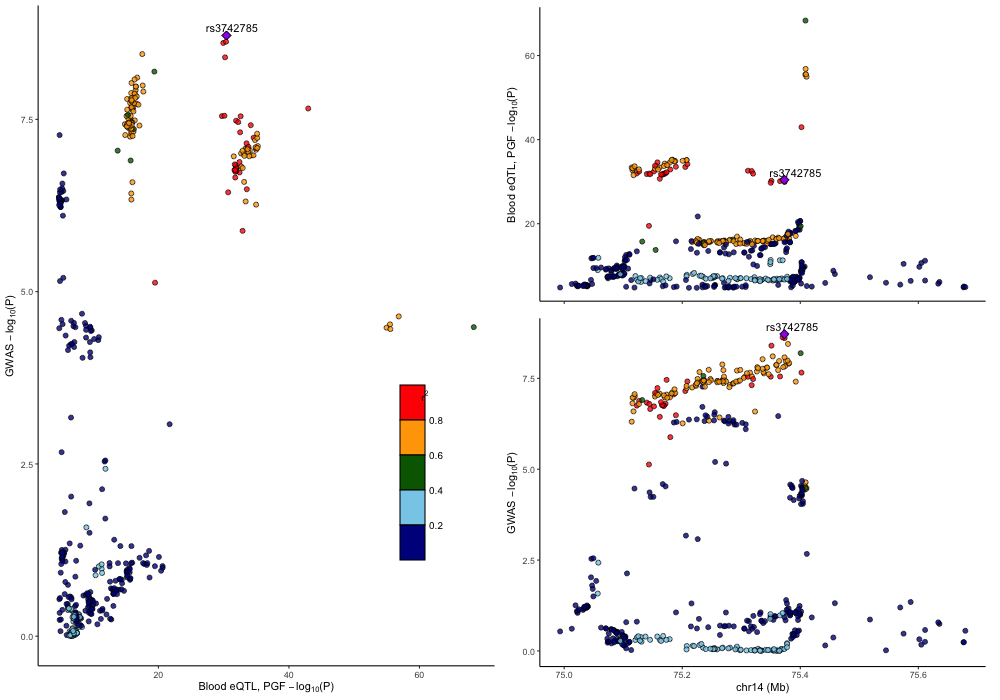 rs3742785
7.5
5.0
2.5
0.0
20
40
60
GWAS −log10(P)
Blood eQTL, PGF −log10(P)
r2
0.8
0.6
0.4
0.2
rs3742785
60
40
20
Blood eQTL, PGF −log10(P)
rs3742785
7.5
5.0
2.5
0.0
GWAS −log10(P)
75.0
75.2
75.4
75.6
chr14 (Mb)